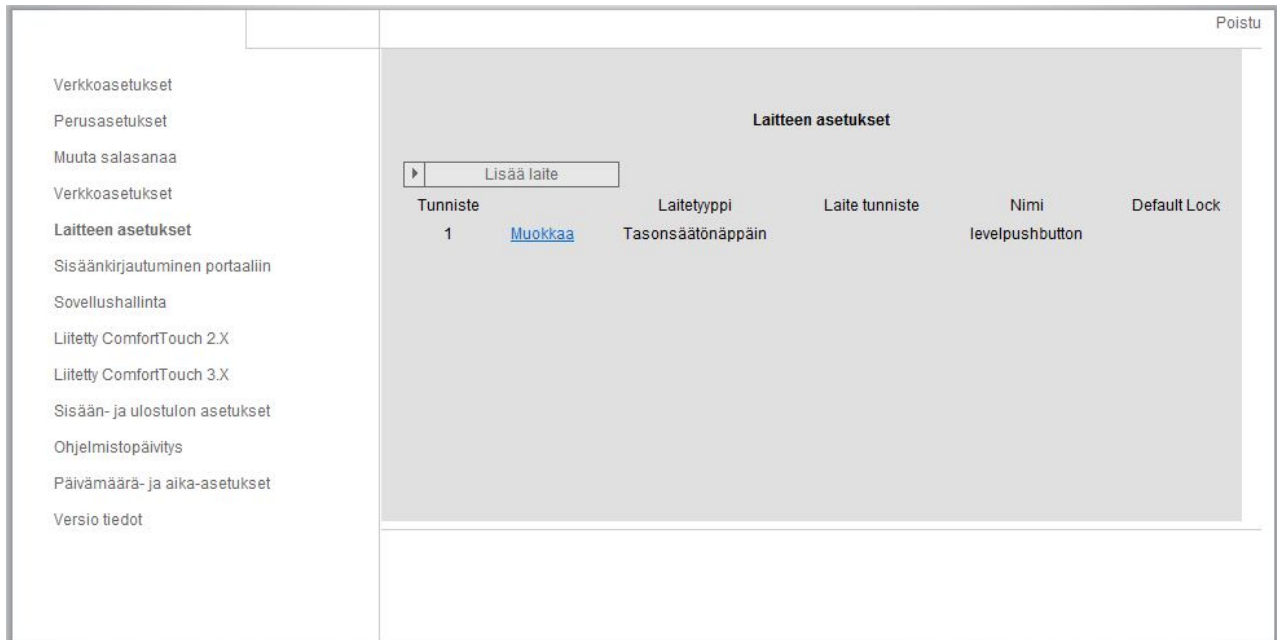 Poistu
Verkkoasetukset
Perusasetukset
Muuta salasanaa
Verkkoasetukset
Laitteen asetukset
Sisäänkirjautuminen portaaliin
Sovellushallinta
Liitetty ComfortTouch 2.X
Liitetty ComfortTouch 3.X
Sisään- ja ulostulon asetukset
Ohjelmistopäivitys
Päivämäärä- ja aika-asetukset
Versio tiedot
Laitteen asetukset
Lisää laite
Tunniste Laitetyyppi Laite tunniste Nimi Default Lock
1 Muokkaa Tasonsäätönäppäin levelpushbutton